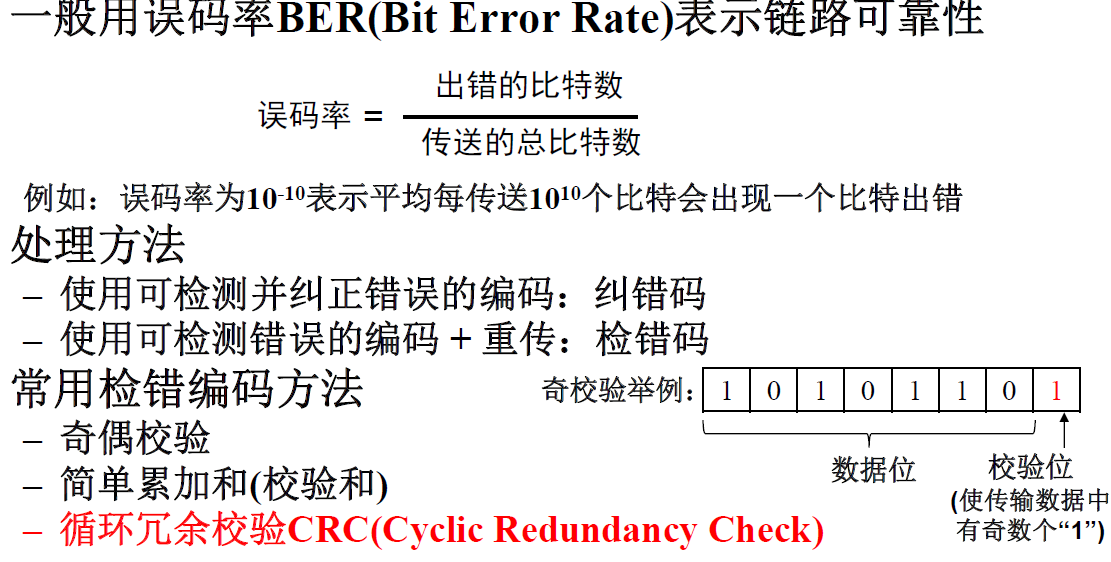 一般用误码率BER(Bit Error Rate)表示链路可靠性
误码率 = 出错的比特数
传送的总比特数
例如：误码率为10⁻¹⁰表示平均每传送10¹⁰个比特会出现一个比特出错
处理方法
– 使用可检测并纠正错误的编码：纠错码
– 使用可检测错误的编码 + 重传：检错码
常用检错编码方法
奇校验举例： 1 0 1 0 1 1 0 1
– 奇偶校验
数据位 校验位
– 简单累加和(校验和)
(使传输数据中
有奇数个“1”)
– 循环冗余校验CRC(Cyclic Redundancy Check)